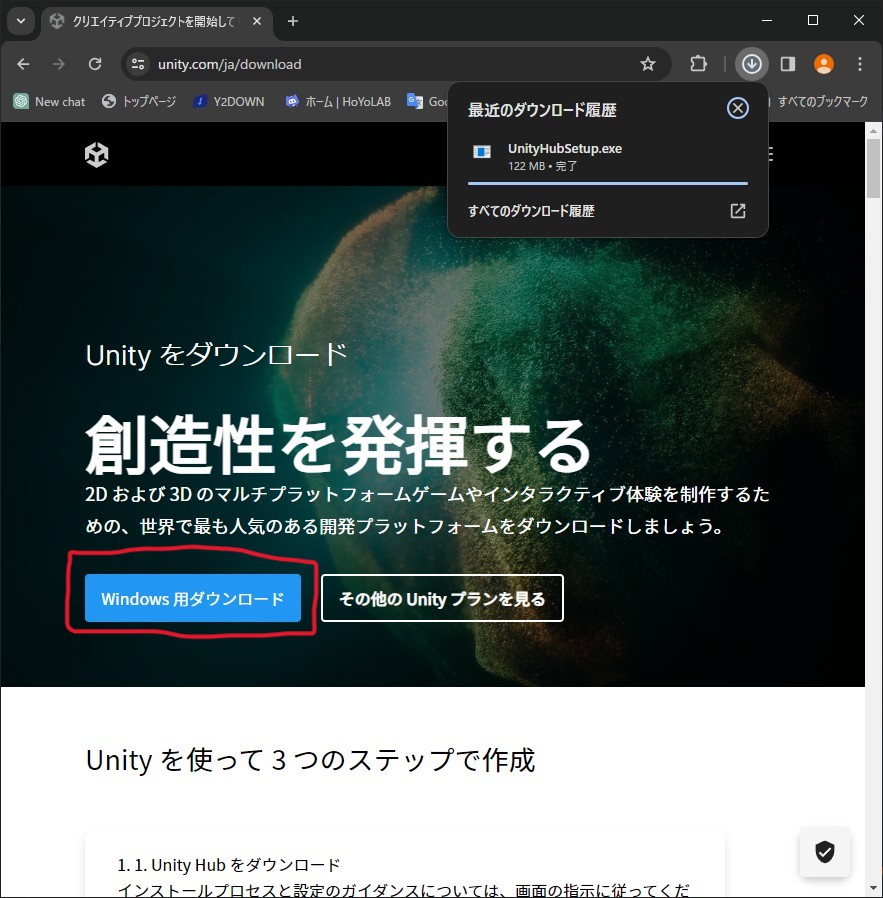 クリエイティブプロジェクトを開始して
unity.com/ja/download
New chat
トップページ
Y2DOWN
ホーム | HoYoLAB
Goo
すべてのブックマーク
最近のダウンロード履歴
UnityHubSetup.exe
122 MB • 完了
すべてのダウンロード履歴
Unity をダウンロード
創造性を発揮する
2D および 3D のマルチプラットフォームゲームやインタラクティブ体験を制作するた
めの、世界で最も人気のある開発プラットフォームをダウンロードしましょう。
Windows 用ダウンロード
その他の Unity プランを見る
Unity を使って 3 つのステップで作成
1. 1. Unity Hub をダウンロード
インストールプロセスと設定のガイダンスについては、画面の指示に従ってくだ